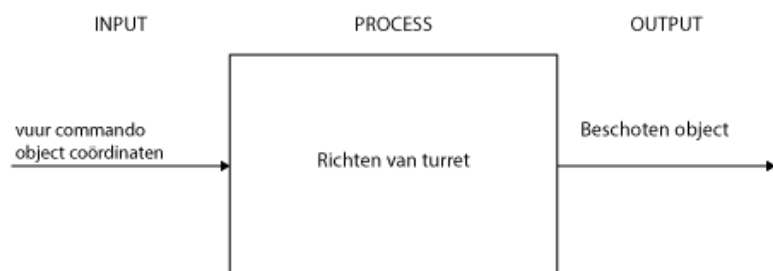 INPUT
PROCESS
OUTPUT
vuur commando
object coördinaten
Richten van turret
Beschoten object